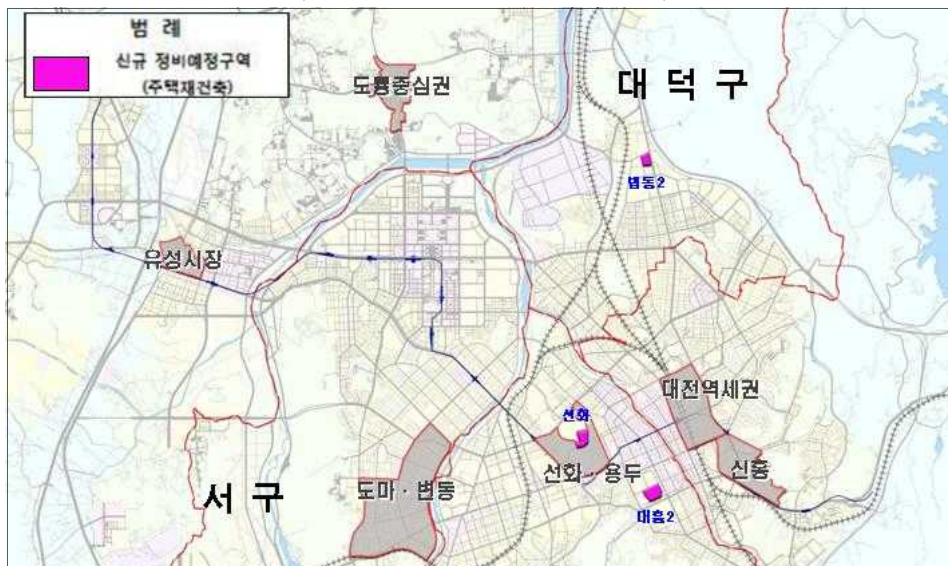 범 례
신규 정비예정구역
(주택재건축)
도룡중심권
대덕구
법동2
유성시장
대전역세권
선화
선화·용두
신흥
도마·변동
서구
대흥2